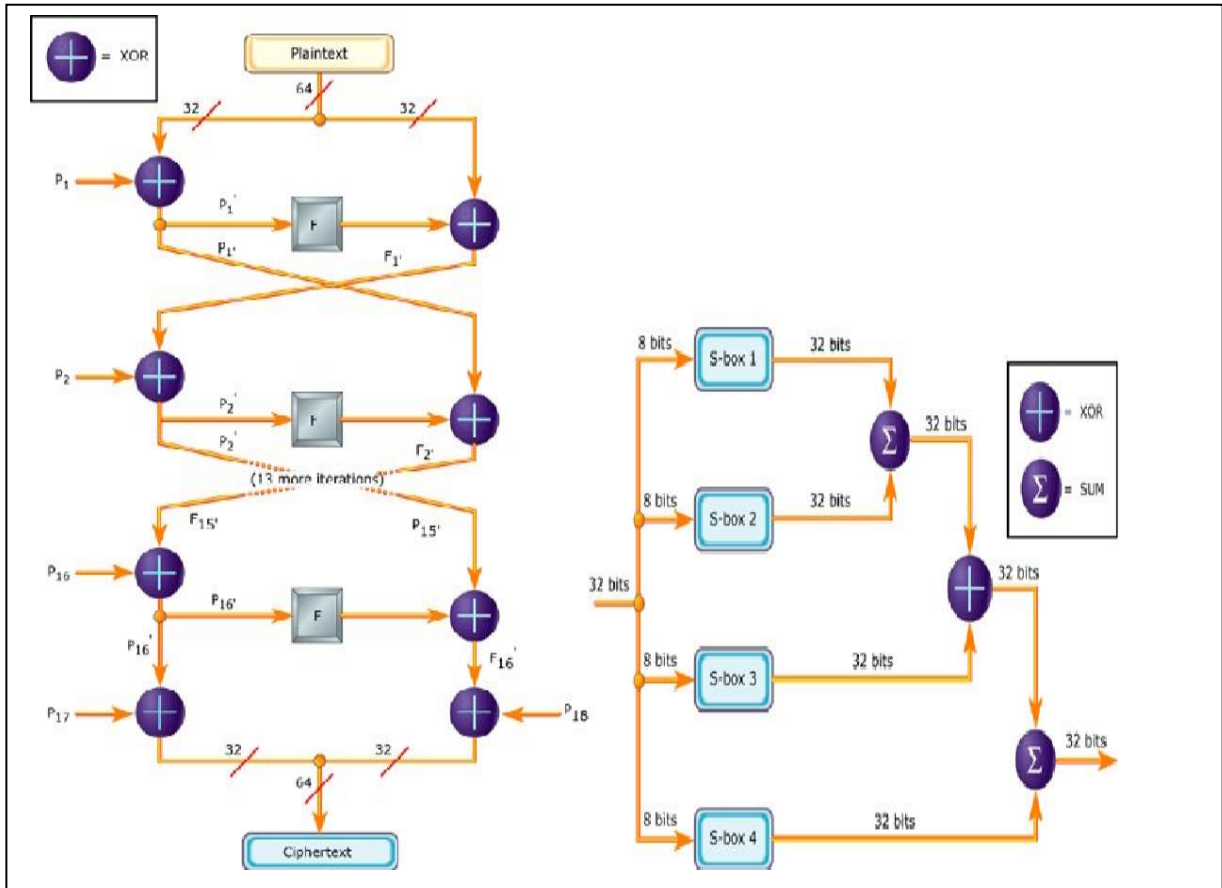 = XOR
Plaintext
64
32
32
P1
P1'
F
P1'
F1'
P2
P2'
F
P2'
F2'
(13 more iterations)
F15'
P15'
P16
P16'
F
P16'
F16'
P17
P18
32
32
64
Ciphertext
8 bits
S-box 1
32 bits
= XOR
Σ
32 bits
Σ
= SUM
8 bits
S-box 2
32 bits
32 bits
32 bits
8 bits
S-box 3
32 bits
Σ
32 bits
8 bits
S-box 4
32 bits